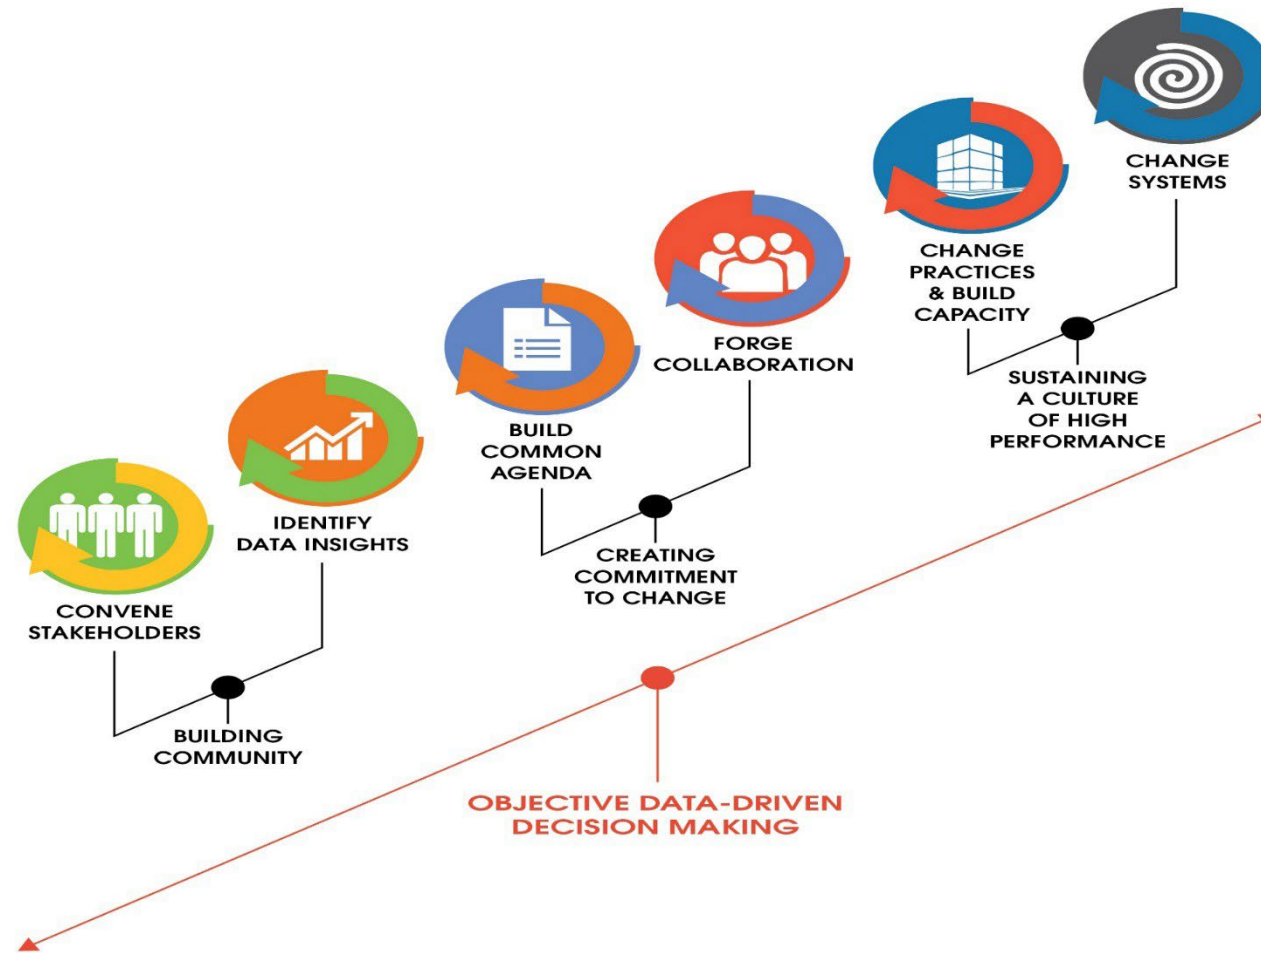 CONVENE
STAKEHOLDERS
IDENTIFY
DATA INSIGHTS
BUILDING
COMMUNITY
BUILD
COMMON
AGENDA
FORGE
COLLABORATION
CREATING
COMMITMENT
TO CHANGE
CHANGE
PRACTICES
& BUILD
CAPACITY
CHANGE
SYSTEMS
SUSTAINING
A CULTURE
OF HIGH
PERFORMANCE
OBJECTIVE DATA-DRIVEN
DECISION MAKING